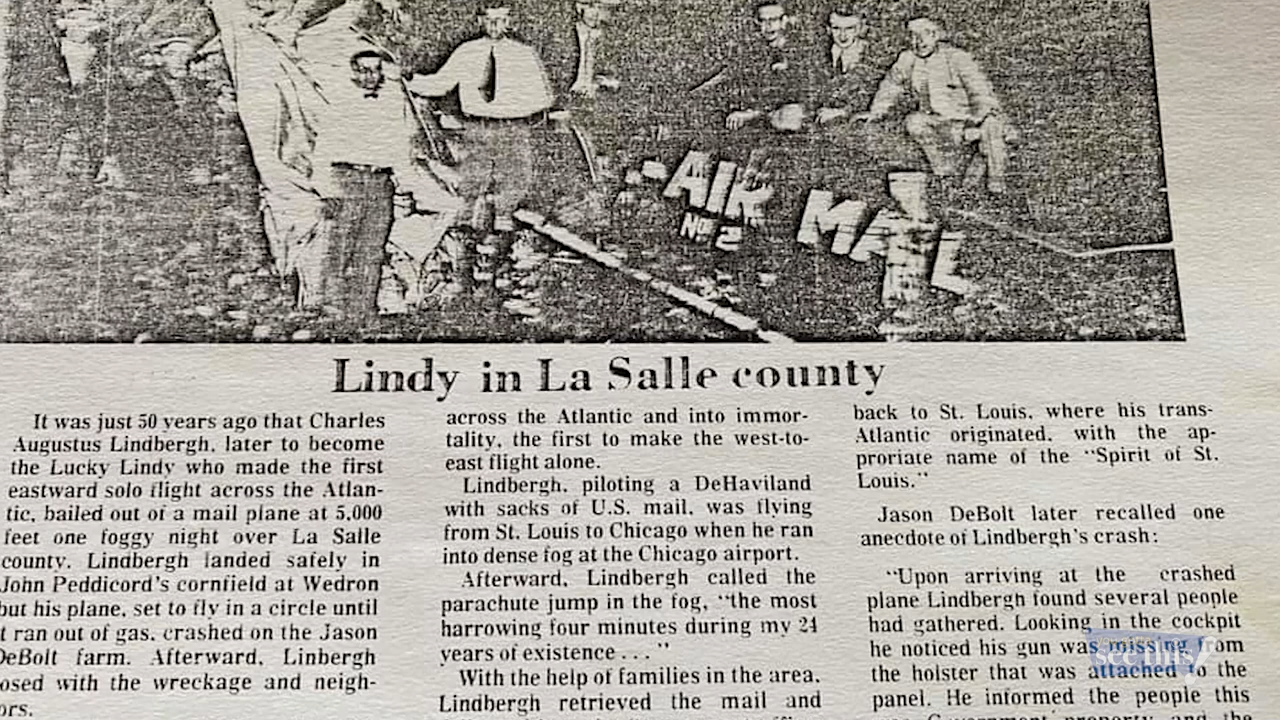 AIR MAIL
No 2
Lindy in La Salle county
It was just 50 years ago that Charles
Augustus Lindbergh, later to become
the Lucky Lindy who made the first
eastward solo flight across the Atlan-
tic, bailed out of a mail plane at 5,000
feet one foggy night over La Salle
county. Lindbergh landed safely in
John Peddicord's cornfield at Wedron
but his plane, set to fly in a circle until
t ran out of gas, crashed on the Jason
DeBolt farm. Afterward, Linbergh
osed with the wreckage and neigh-
ors.
across the Atlantic and into immor-
tality, the first to make the west-to-
east flight alone.
Lindbergh, piloting a DeHaviland
with sacks of U.S. mail, was flying
from St. Louis to Chicago when he ran
into dense fog at the Chicago airport.
Afterward, Lindbergh called the
parachute jump in the fog, "the most
harrowing four minutes during my 24
years of existence . . . "
With the help of families in the area,
Lindbergh retrieved the mail and
back to St. Louis, where his trans-
Atlantic originated, with the ap-
proriate name of the "Spirit of St.
Louis."
Jason DeBolt later recalled one
anecdote of Lindbergh's crash:
"Upon arriving at the crashed
plane Lindbergh found several people
had gathered. Looking in the cockpit
he noticed his gun was missing from
the holster that was attached to the
panel. He informed the people this
was Government property and the
see this